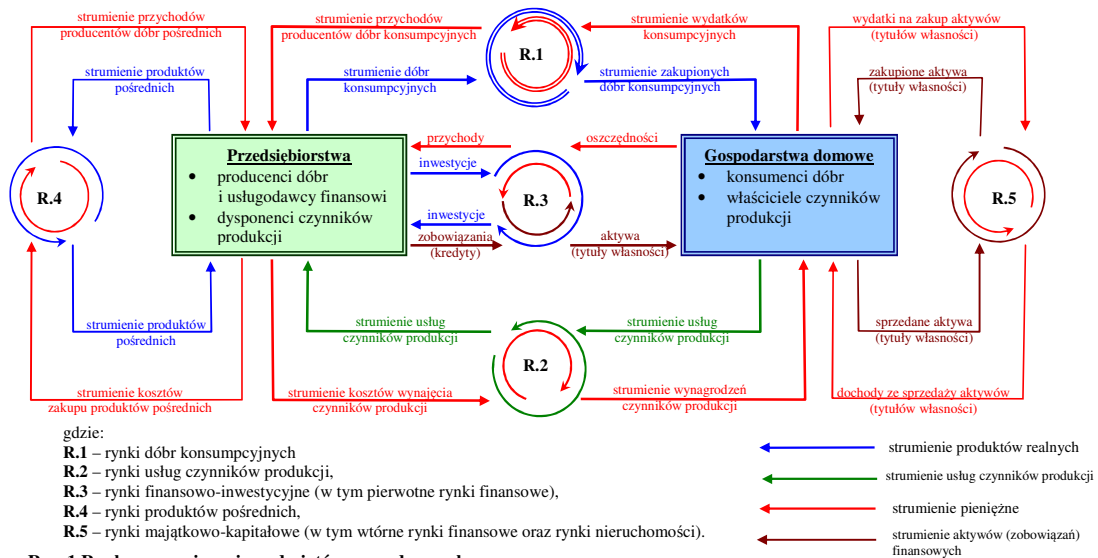 strumienie przychodów
producentów dóbr pośrednich
strumienie produktów
pośrednich
strumienie przychodów
producentów dóbr konsumpcyjnych
strumienie dóbr
konsumpcyjnych
R.1
strumienie wydatków
konsumpcyjnych
strumienie zakupionych
dóbr konsumpcyjnych
wydatki na zakup aktywów
(tytułów własności)
zakupione aktywa
(tytuły własności)
R.4
Przedsiębiorstwa
• producenci dóbr
i usługodawcy finansowi
• dysponenci czynników
produkcji
przychody
inwestycje
inwestycje
zobowiązania
(kredyty)
R.3
oszczędności
aktywa
(tytuły własności)
Gospodarstwa domowe
• konsumenci dóbr
• właściciele czynników
produkcji
R.5
strumienie produktów
pośrednich
strumienie usług
czynników produkcji
R.2
strumienie usług
czynników produkcji
sprzedane aktywa
(tytuły własności)
strumienie kosztów
zakupu produktów pośrednich
strumienie kosztów wynajęcia
czynników produkcji
strumienie wynagrodzeń
czynników produkcji
dochody ze sprzedaży aktywów
(tytułów własności)
gdzie:
R.1 – rynki dóbr konsumpcyjnych
R.2 – rynki usług czynników produkcji,
R.3 – rynki finansowo-inwestycyjne (w tym pierwotne rynki finansowe),
R.4 – rynki produktów pośrednich,
R.5 – rynki majątkowo-kapitałowe (w tym wtórne rynki finansowe oraz rynki nieruchomości).
strumienie produktów realnych
strumienie usług czynników produkcji
strumienie pieniężne
strumienie aktywów (zobowiązań)
finansowych